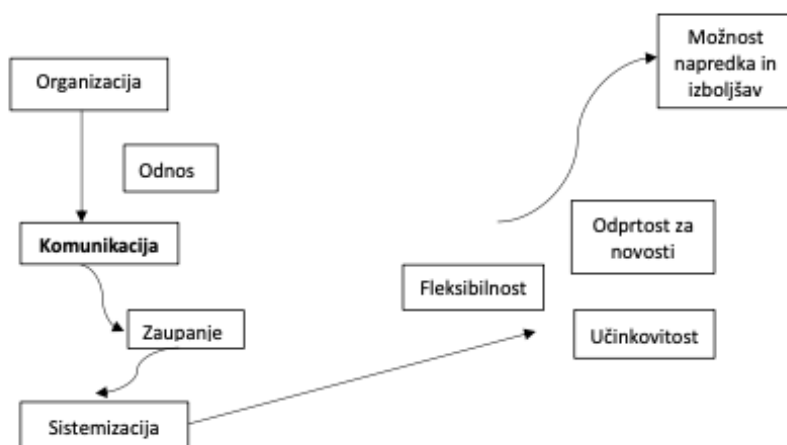 Možnost
napredka in
izboljšav
Organizacija
Odnos
Komunikacija
Odprtost za
novosti
Fleksibilnost
Zaupanje
Učinkovitost
Sistemizacija